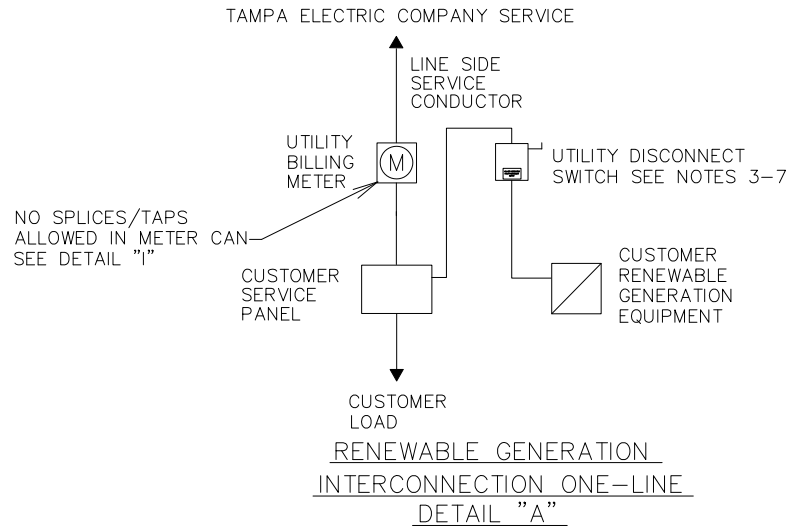 TAMPA ELECTRIC COMPANY SERVICE
LINE SIDE
SERVICE
CONDUCTOR
UTILITY
BILLING
METER
M
UTILITY DISCONNECT
SWITCH SEE NOTES 3-7
NO SPLICES/TAPS
ALLOWED IN METER CAN
SEE DETAIL "I"
CUSTOMER
SERVICE
PANEL
CUSTOMER
RENEWABLE
GENERATION
EQUIPMENT
CUSTOMER
LOAD
RENEWABLE GENERATION
INTERCONNECTION ONE-LINE
DETAIL "A"